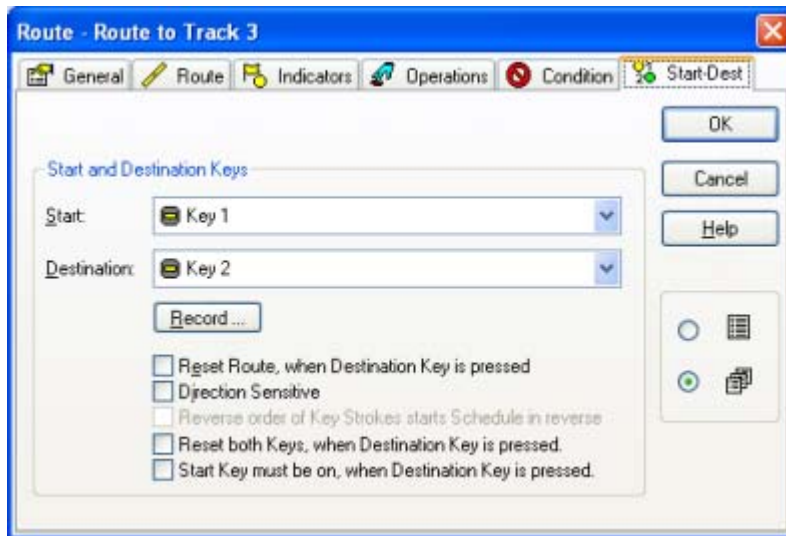 Route - Route to Track 3
General Route Indicators Operations Condition Start-Dest
OK
Start and Destination Keys
Cancel
Start: Key 1
Help
Destination: Key 2
Record ...
Reset Route, when Destination Key is pressed
Direction Sensitive
Reverse order of Key Strokes starts Schedule in reverse
Reset both Keys, when Destination Key is pressed.
Start Key must be on, when Destination Key is pressed.